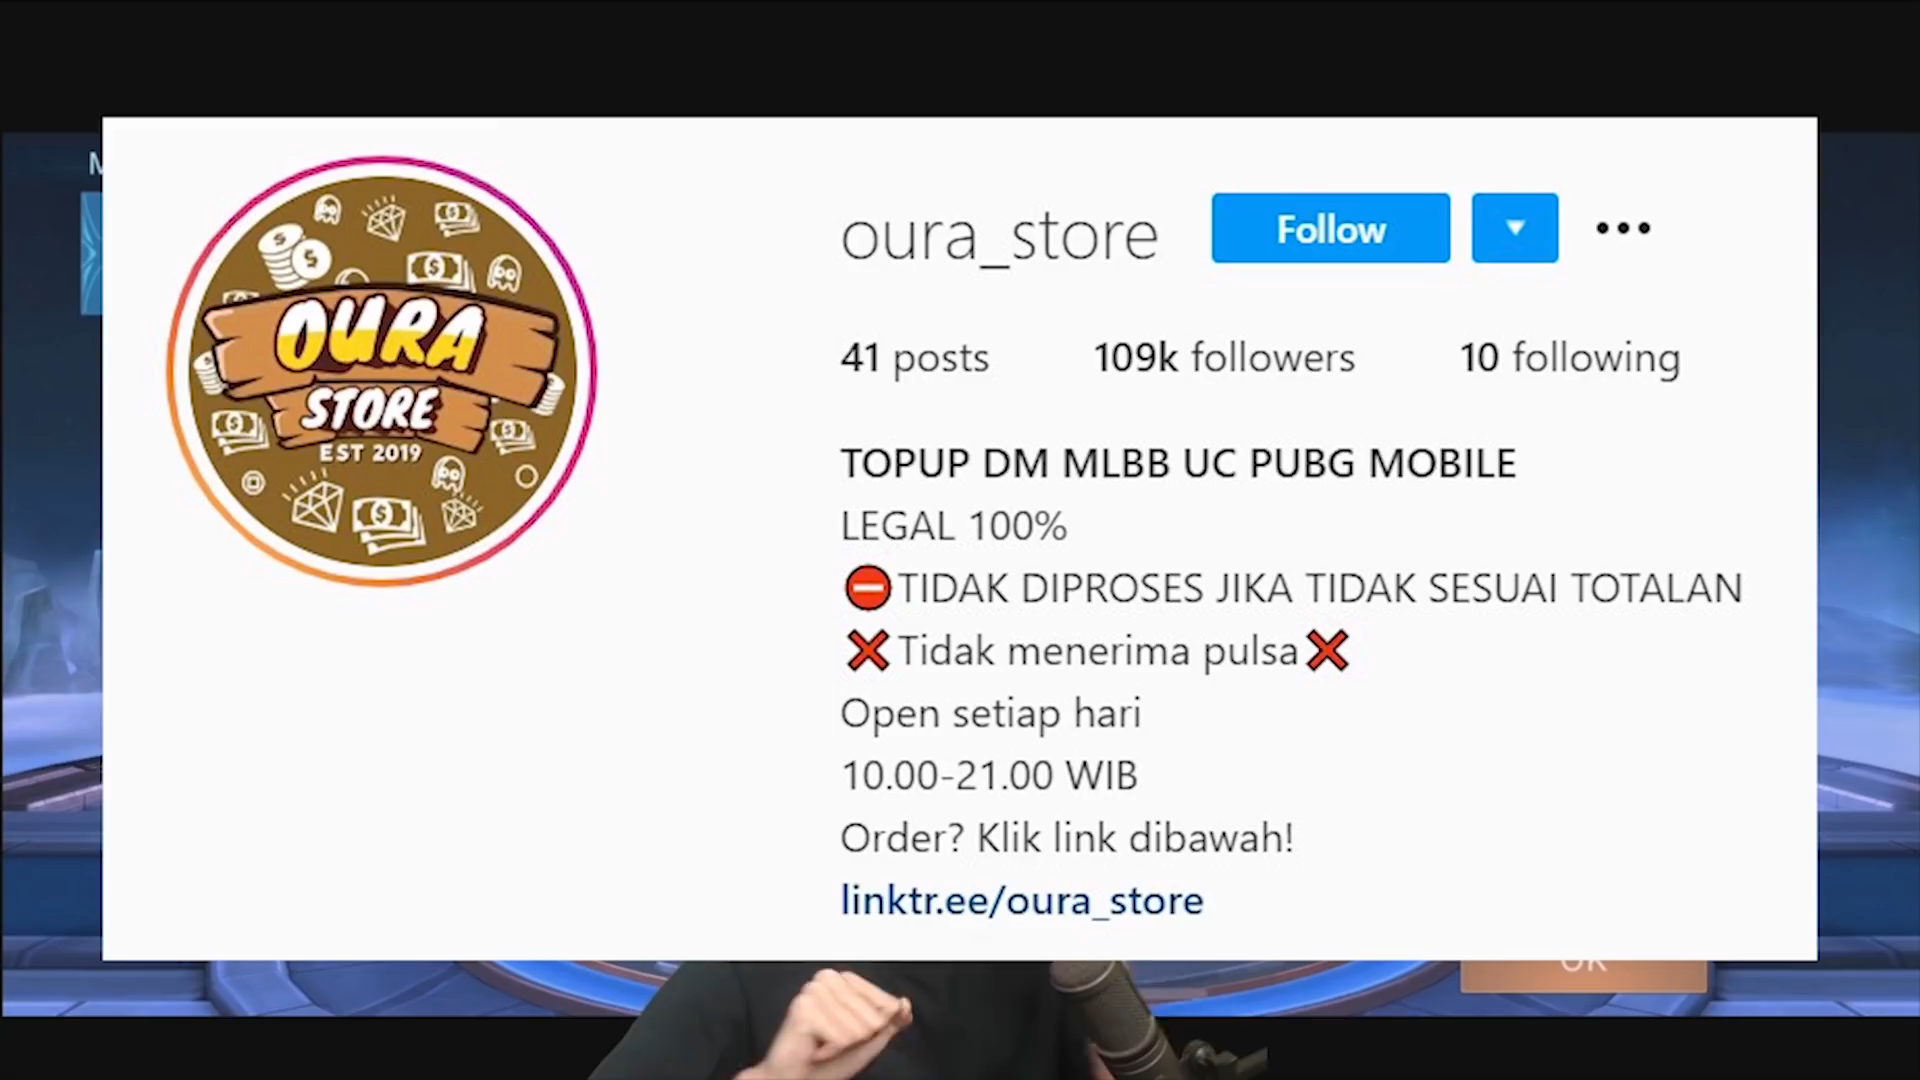 M
OURA
STORE
EST 2019
oura_store
Follow
41 posts 109k followers 10 following
TOPUP DM MLBB UC PUBG MOBILE
LEGAL 100%
⛔TIDAK DIPROSES JIKA TIDAK SESUAI TOTALAN
❌Tidak menerima pulsa❌
Open setiap hari
10.00-21.00 WIB
Order? Klik link dibawah!
linktr.ee/oura_store
OK